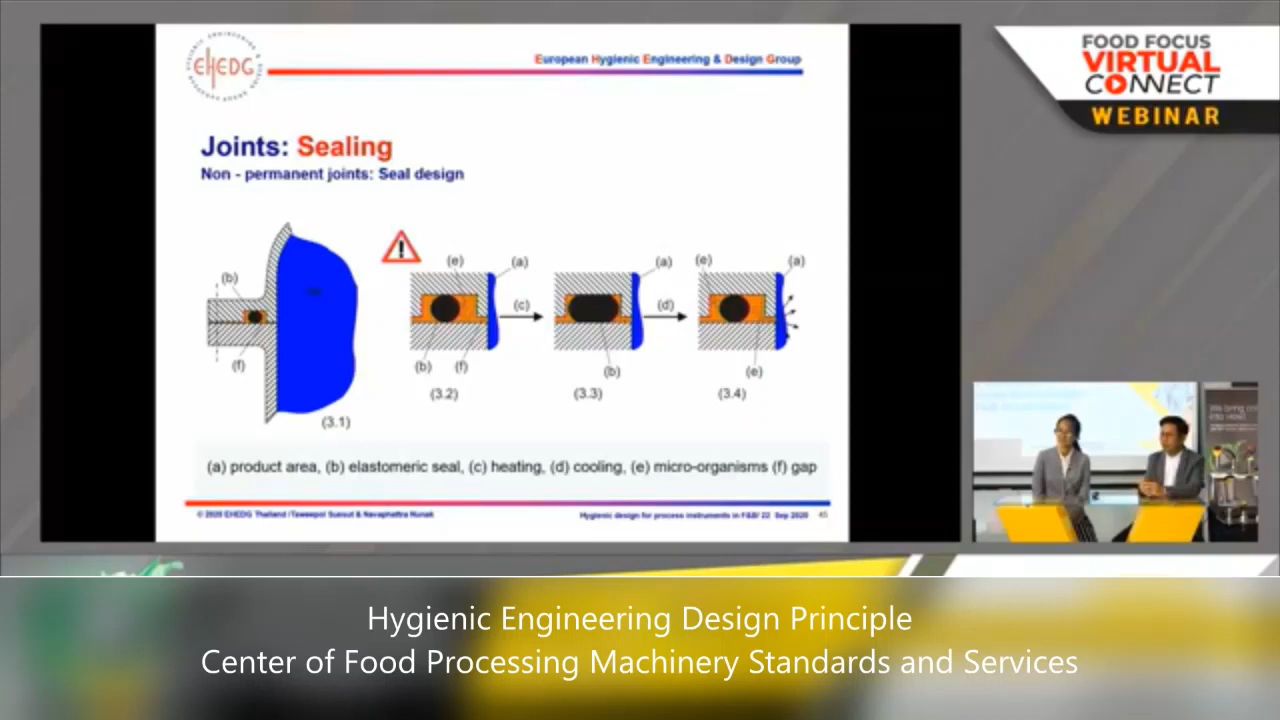 EHEDG
European Hygienic Engineering & Design Group
FOOD FOCUS
VIRTUAL
CONNECT
WEBINAR
Joints: Sealing
Non - permanent joints: Seal design
(b)
(f)
(3.1)
(e)
(a)
(c)
(b)
(f)
(3.2)
(a)
(d)
(b)
(3.3)
(e)
(a)
(e)
(3.4)
(a) product area, (b) elastomeric seal, (c) heating, (d) cooling, (e) micro-organisms (f) gap
© 2020 EHEDG Thailand /Taweepol Suesut & Navaphattra Nunak
Hygienic design for process instruments in F&B/ 22 Sep 2020 45
Hygienic Engineering Design Principle
Center of Food Processing Machinery Standards and Services